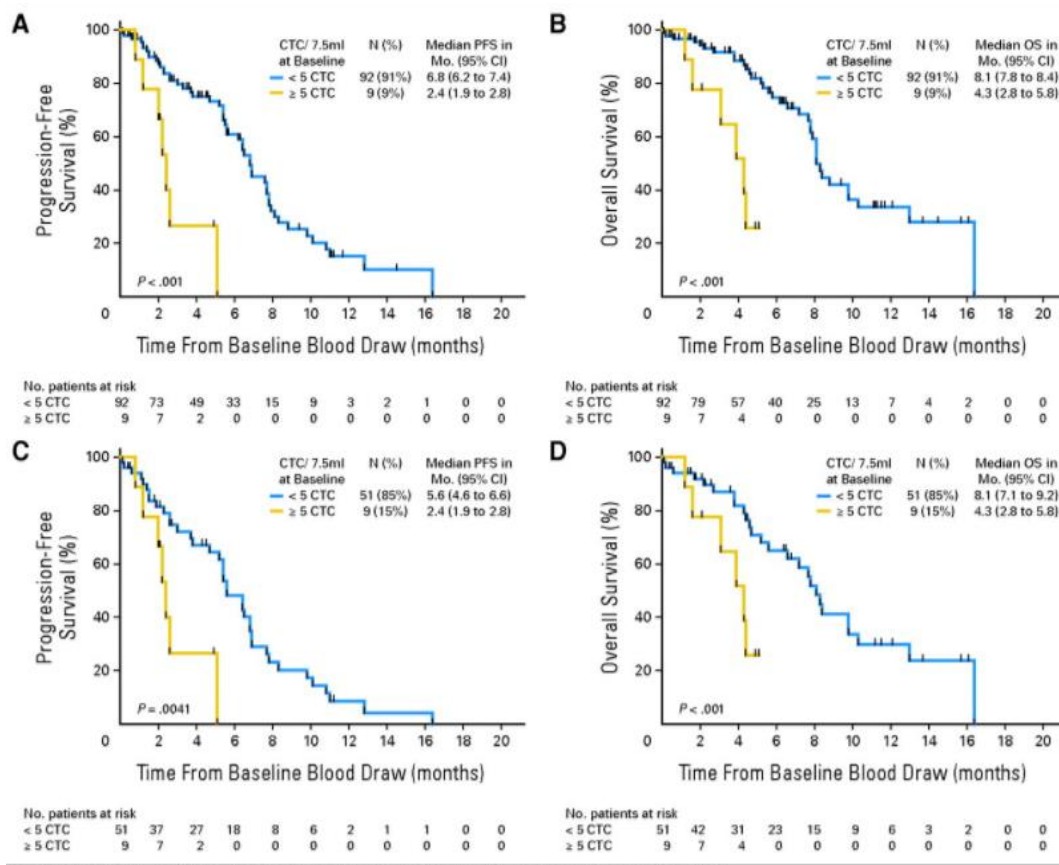 A
CTC/ 7.5ml N (%) Median PFS in
at Baseline Mo. (95% CI)
< 5 CTC 92 (91%) 6.8 (6.2 to 7.4)
≥ 5 CTC 9 (9%) 2.4 (1.9 to 2.8)
Progression-Free
Survival (%)
100
80
60
40
20
P < .001
0 2 4 6 8 10 12 14 16 18 20
Time From Baseline Blood Draw (months)
No. patients at risk
< 5 CTC 92 73 49 33 15 9 3 2 1 0 0
≥ 5 CTC 9 7 2 0 0 0 0 0 0 0 0
B
CTC/ 7.5ml N (%) Median OS in
at Baseline Mo. (95% CI)
< 5 CTC 92 (91%) 8.1 (7.8 to 8.4)
≥ 5 CTC 9 (9%) 4.3 (2.8 to 5.8)
Overall Survival (%)
100
80
60
40
20
P < .001
0 2 4 6 8 10 12 14 16 18 20
Time From Baseline Blood Draw (months)
No. patients at risk
< 5 CTC 92 79 57 40 25 13 7 4 2 0 0
≥ 5 CTC 9 7 4 0 0 0 0 0 0 0 0
C
CTC/ 7.5ml N (%) Median PFS in
at Baseline Mo. (95% CI)
< 5 CTC 51 (85%) 5.6 (4.6 to 6.6)
≥ 5 CTC 9 (15%) 2.4 (1.9 to 2.8)
Progression-Free
Survival (%)
100
80
60
40
20
P = .0041
0 2 4 6 8 10 12 14 16 18 20
Time From Baseline Blood Draw (months)
No. patients at risk
< 5 CTC 51 37 27 18 8 6 2 1 1 0 0
≥ 5 CTC 9 7 2 0 0 0 0 0 0 0 0
D
CTC/ 7.5ml N (%) Median OS in
at Baseline Mo. (95% CI)
< 5 CTC 51 (85%) 8.1 (7.1 to 9.2)
≥ 5 CTC 9 (15%) 4.3 (2.8 to 5.8)
Overall Survival (%)
100
80
60
40
20
P < .001
0 2 4 6 8 10 12 14 16 18 20
Time From Baseline Blood Draw (months)
No. patients at risk
< 5 CTC 51 42 31 23 15 9 6 3 2 0 0
≥ 5 CTC 9 7 4 0 0 0 0 0 0 0 0